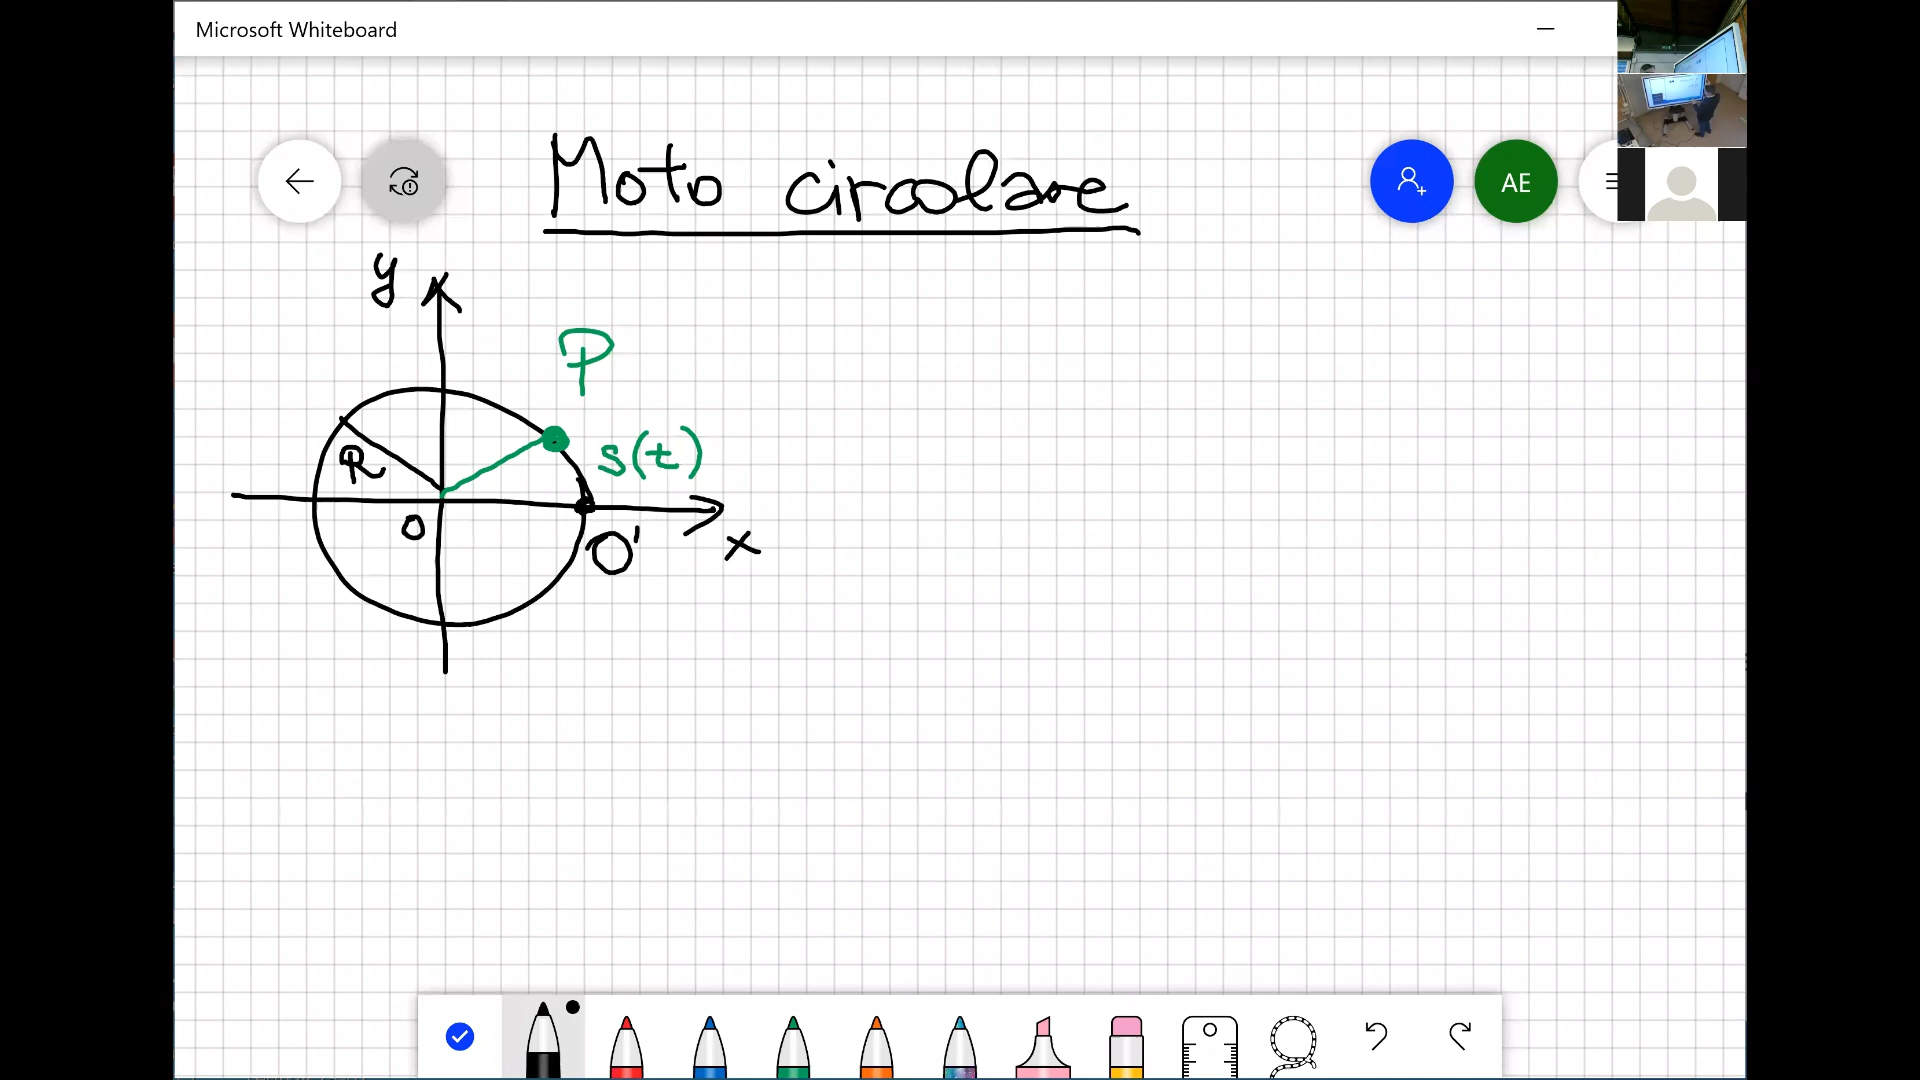 Microsoft Whiteboard
Moto circolare
AE
y
P
R
s(t)
O
O'
x